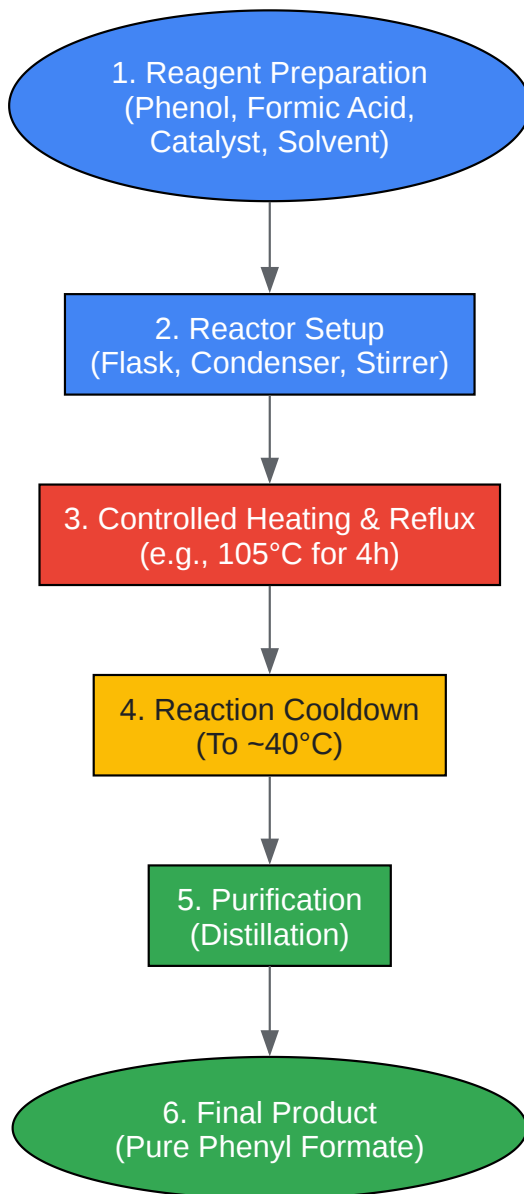 1. Reagent Preparation
(Phenol, Formic Acid,
Catalyst, Solvent)
2. Reactor Setup
(Flask, Condenser, Stirrer)
3. Controlled Heating & Reflux
(e.g., 105°C for 4h)
4. Reaction Cooldown
(To ~40°C)
5. Purification
(Distillation)
6. Final Product
(Pure Phenyl Formate)